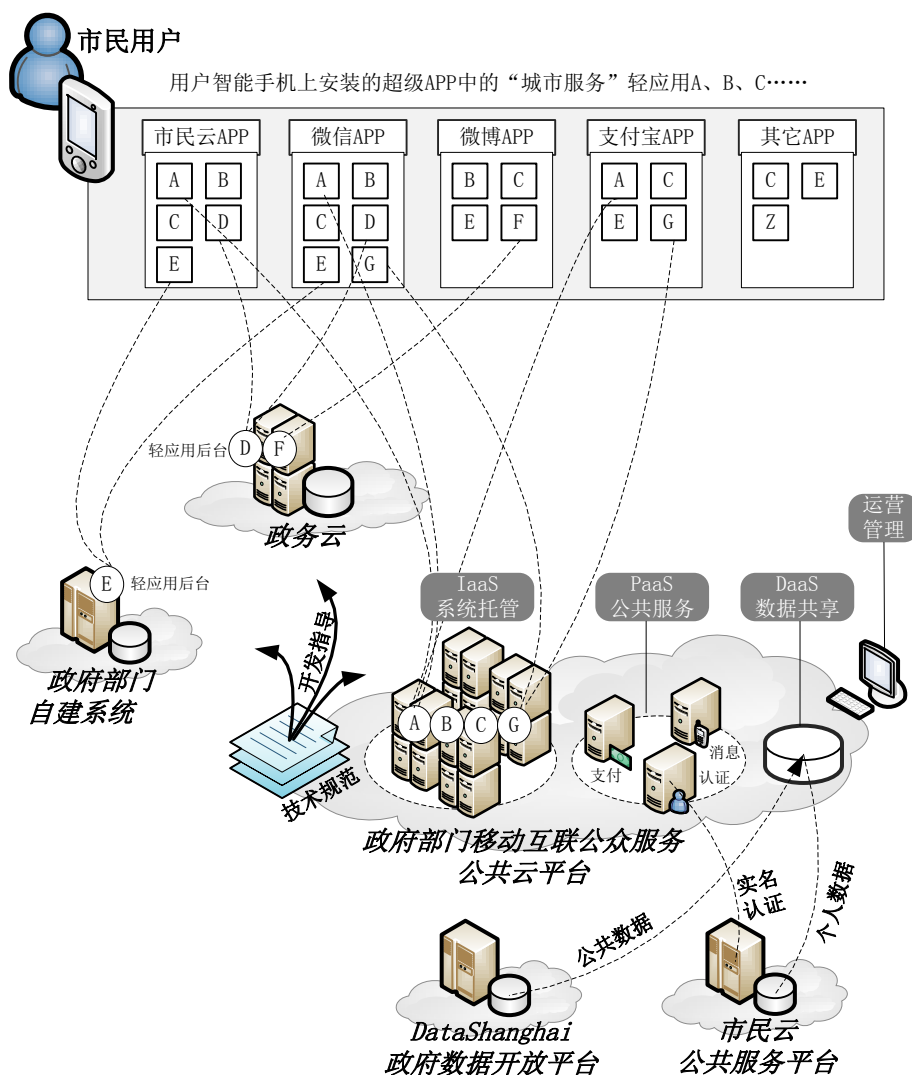 市民用户
用户智能手机上安装的超级APP中的“城市服务”轻应用A、B、C……
市民云APP
A B
C D
E
微信APP
A B
C D
E G
微博APP
B C
E F
支付宝APP
A C
E G
其它APP
C E
Z
轻应用后台 D F
政务云
E 轻应用后台
政府部门
自建系统
运营
管理
IaaS
系统托管
PaaS
公共服务
DaaS
数据共享
开发指导
技术规范
A B C G
支付
消息
认证
政府部门移动互联公众服务
公共云平台
公共数据
实名
认证
个人数据
DataShanghai
政府数据开放平台
市民云
公共服务平台